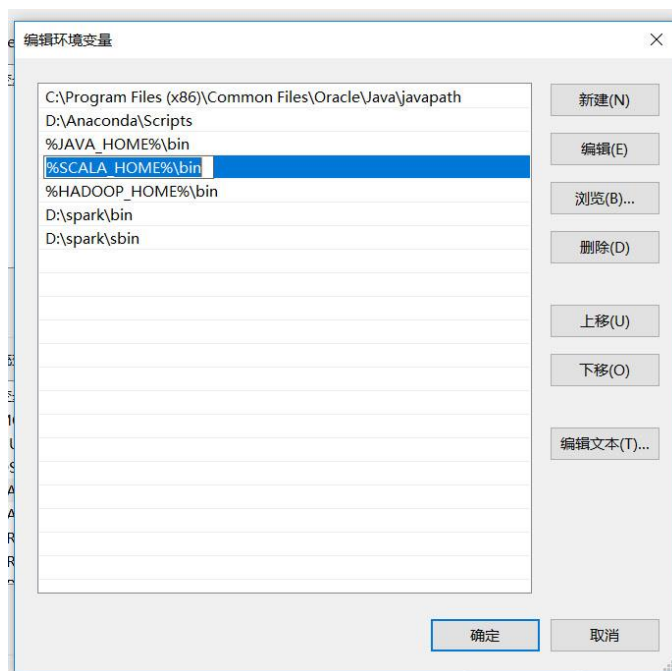 编辑环境变量
C:\Program Files (x86)\Common Files\Oracle\Java\javapath
D:\Anaconda\Scripts
%JAVA_HOME%\bin
%SCALA_HOME%\bin
%HADOOP_HOME%\bin
D:\spark\bin
D:\spark\sbin
新建(N)
编辑(E)
浏览(B)...
删除(D)
上移(U)
下移(O)
编辑文本(T)...
确定
取消